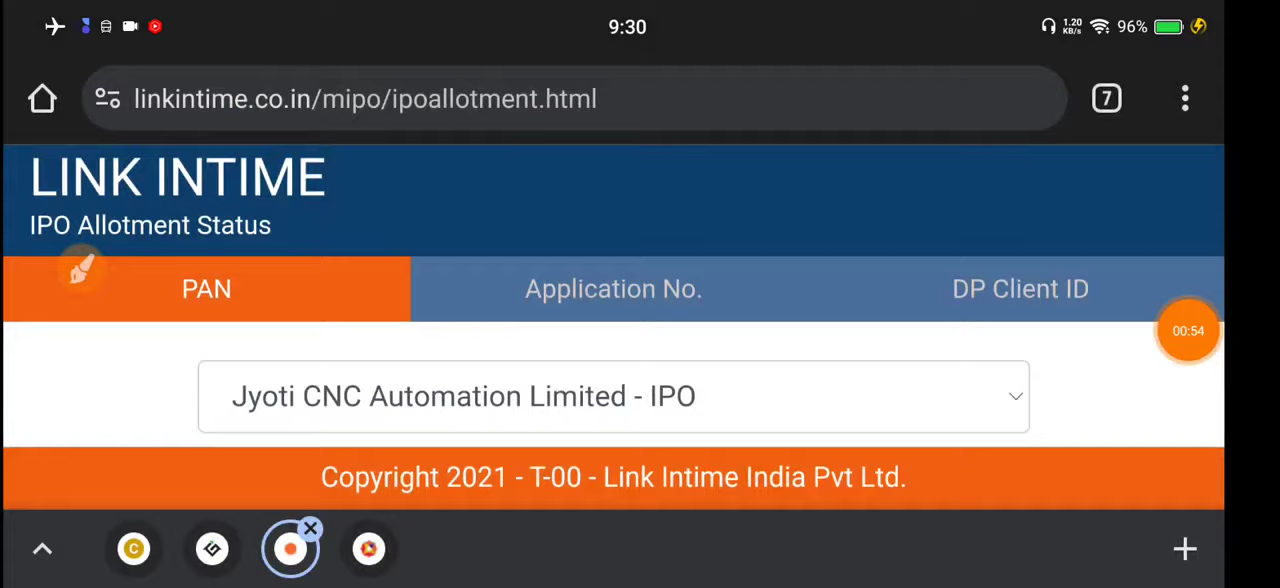 9:30
1.20
KB/s
96%
linkintime.co.in/mipo/ipoallotment.html
7
LINK INTIME
IPO Allotment Status
PAN
Application No.
DP Client ID
00:54
Jyoti CNC Automation Limited - IPO
Copyright 2021 - T-00 - Link Intime India Pvt Ltd.
C